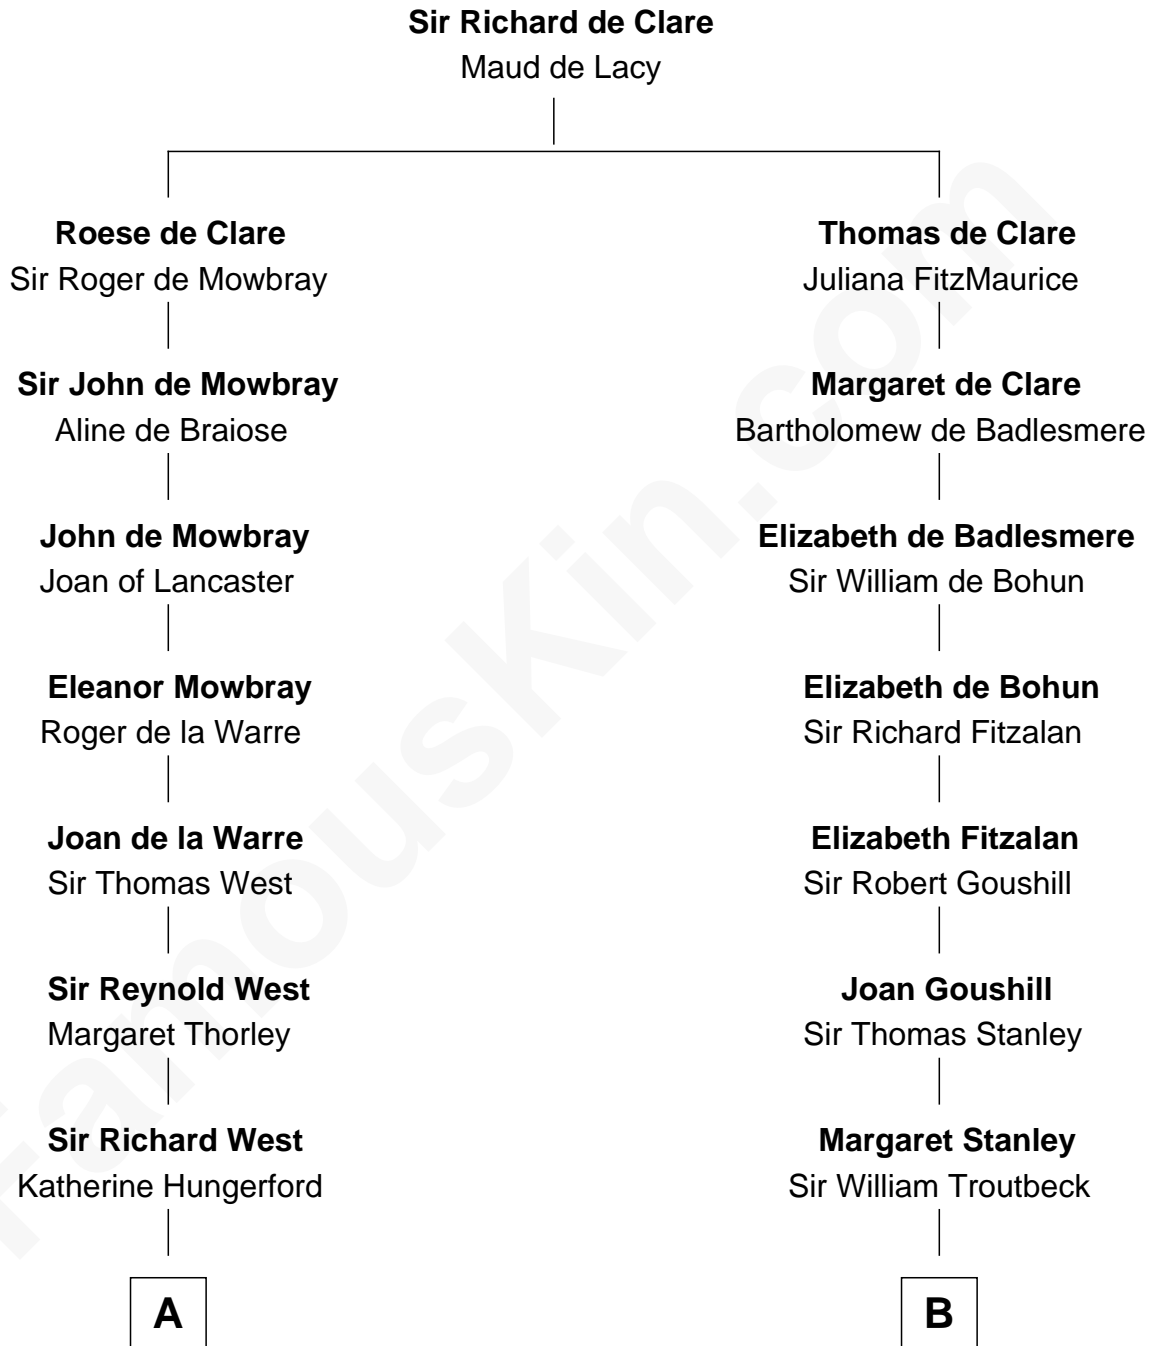 Sir Richard de Clare
Maud de Lacy
Roese de Clare
Sir Roger de Mowbray
Thomas de Clare
Juliana FitzMaurice
Sir John de Mowbray
Aline de Braiose
Margaret de Clare
Bartholomew de Badlesmere
John de Mowbray
Joan of Lancaster
Elizabeth de Badlesmere
Sir William de Bohun
Eleanor Mowbray
Roger de la Warre
Elizabeth de Bohun
Sir Richard Fitzalan
Joan de la Warre
Sir Thomas West
Elizabeth Fitzalan
Sir Robert Goushill
Sir Reynold West
Margaret Thorley
Joan Goushill
Sir Thomas Stanley
Sir Richard West
Katherine Hungerford
Margaret Stanley
Sir William Troutbeck
A
B
FamousKin.com